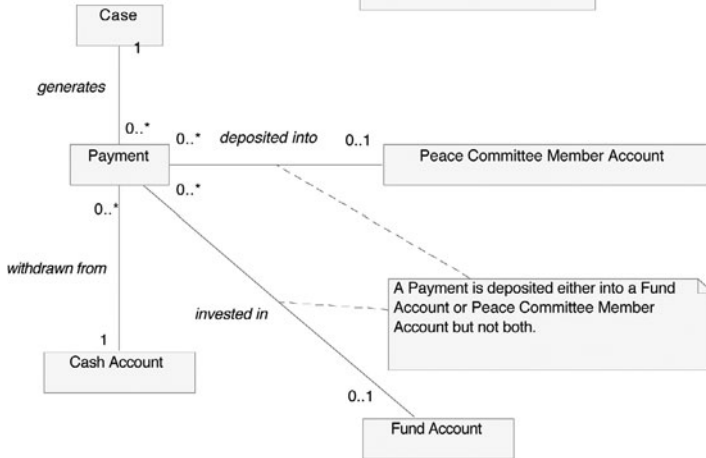 Case
1
generates
0..*
0..*
deposited into
0..1
Payment
Peace Committee Member Account
0..*
0..*
withdrawn from
invested in
A Payment is deposited either into a Fund
Account or Peace Committee Member
Account but not both.
1
Cash Account
0..1
Fund Account